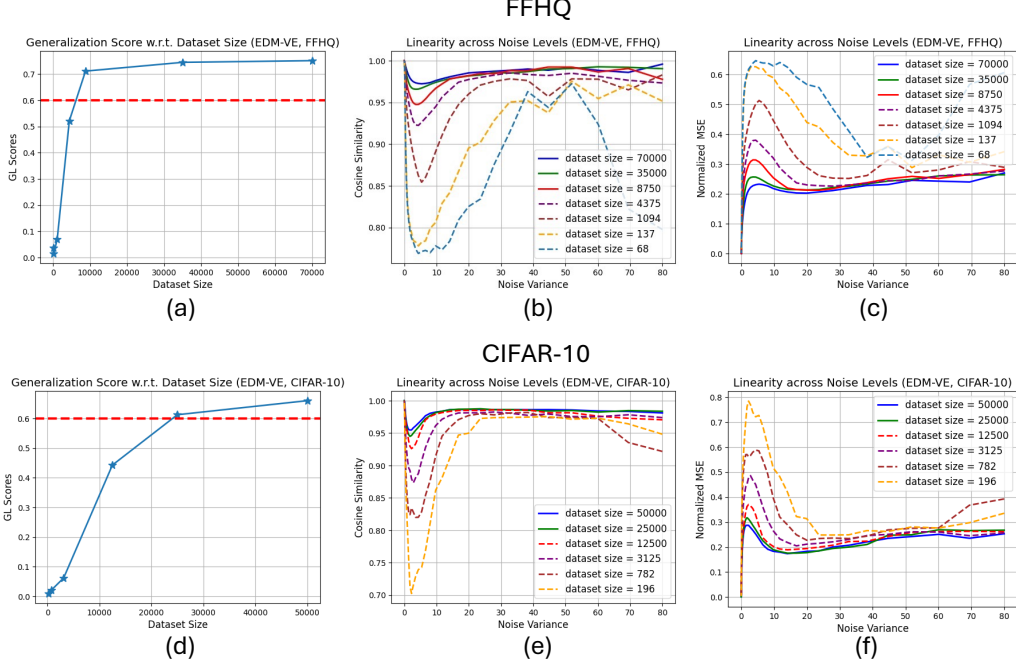 FFHQ
Generalization Score w.r.t. Dataset Size (EDM-VE, FFHQ)
GL Scores
0.7
0.6
0.5
0.4
0.3
0.2
0.1
0.0
0 10000 20000 30000 40000 50000 60000 70000
Dataset Size
(a)
Linearity across Noise Levels (EDM-VE, FFHQ)
Cosine Similarity
1.00
0.95
0.90
0.85
0.80
dataset size = 70000
dataset size = 35000
dataset size = 8750
dataset size = 4375
dataset size = 1094
dataset size = 137
dataset size = 68
0 10 20 30 40 50 60 70 80
Noise Variance
(b)
Linearity across Noise Levels (EDM-VE, FFHQ)
Normalized MSE
0.6
0.5
0.4
0.3
0.2
0.1
0.0
dataset size = 70000
dataset size = 35000
dataset size = 8750
dataset size = 4375
dataset size = 1094
dataset size = 137
dataset size = 68
0 10 20 30 40 50 60 70 80
Noise Variance
(c)
CIFAR-10
Generalization Score w.r.t. Dataset Size (EDM-VE, CIFAR-10)
GL Scores
0.6
0.5
0.4
0.3
0.2
0.1
0.0
0 10000 20000 30000 40000 50000
Dataset Size
(d)
Linearity across Noise Levels (EDM-VE, CIFAR-10)
Cosine Similarity
1.00
0.95
0.90
0.85
0.80
0.75
0.70
dataset size = 50000
dataset size = 25000
dataset size = 12500
dataset size = 3125
dataset size = 782
dataset size = 196
0 10 20 30 40 50 60 70 80
Noise Variance
(e)
Linearity across Noise Levels (EDM-VE, CIFAR-10)
Normalized MSE
0.8
0.7
0.6
0.5
0.4
0.3
0.2
0.1
0.0
dataset size = 50000
dataset size = 25000
dataset size = 12500
dataset size = 3125
dataset size = 782
dataset size = 196
0 10 20 30 40 50 60 70 80
Noise Variance
(f)